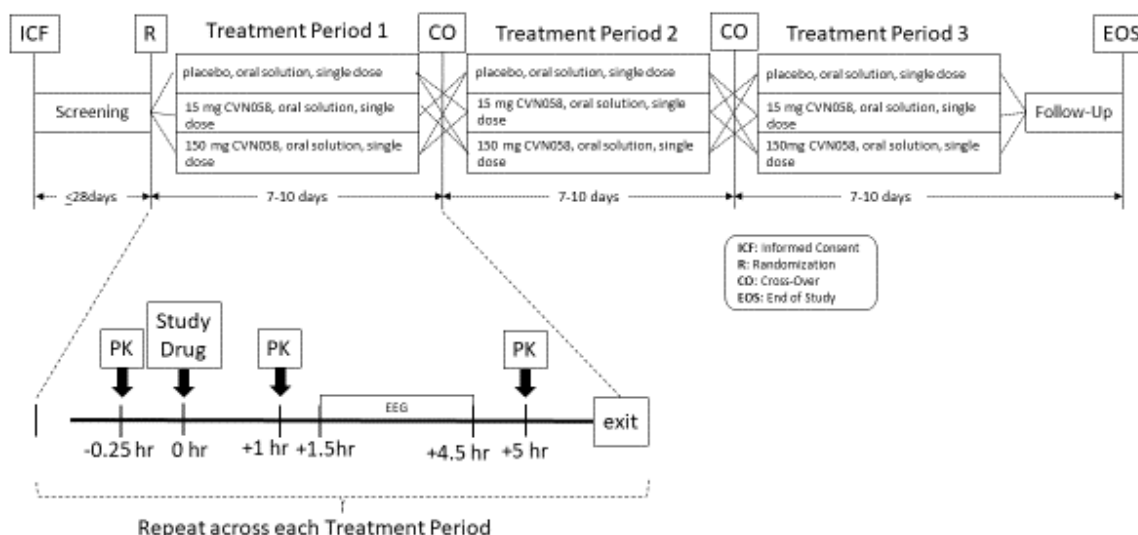 ICF
R
Treatment Period 1
CO
Treatment Period 2
CO
Treatment Period 3
EOS
Screening
placebo, oral solution, single dose
15 mg CVN058, oral solution, single
dose
150 mg CVN058, oral solution, single
dose
placebo, oral solution, single dose
15 mg CVN058, oral solution, single
dose
150 mg CVN058, oral solution, single
dose
placebo, oral solution, single dose
15 mg CVN058, oral solution, single
dose
150mg CVN058, oral solution, single
dose
Follow-Up
≤28days
7-10 days
7-10 days
7-10 days
ICF: Informed Consent
R: Randomization
CO: Cross-Over
EOS: End of Study
PK
Study
Drug
PK
PK
EEG
exit
-0.25 hr
0 hr
+1 hr
+1.5hr
+4.5 hr
+5 hr
Repeat across each Treatment Period